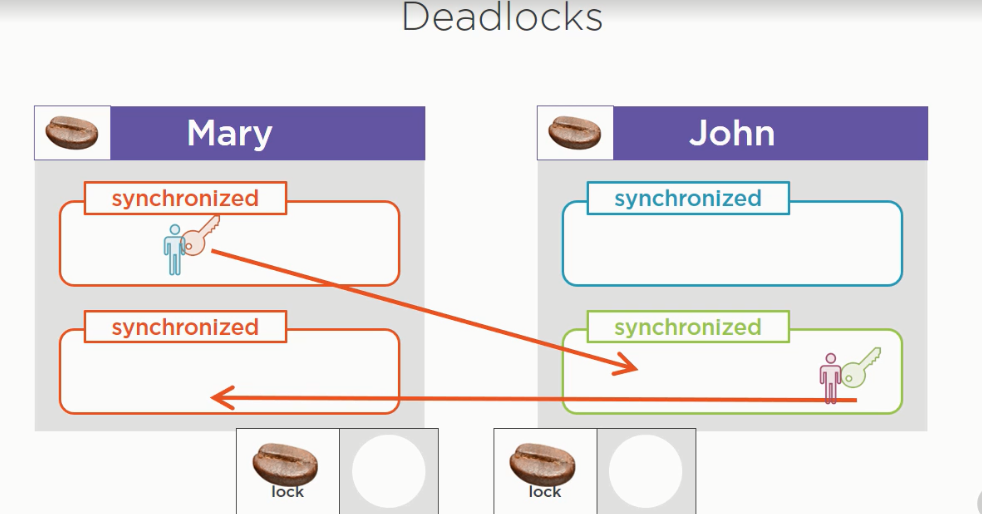 Deadlocks
Mary
John
synchronized
synchronized
synchronized
synchronized
lock
lock